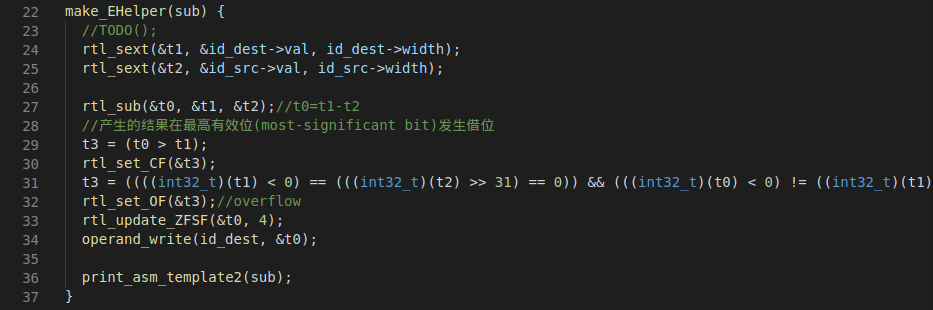 22 make_EHelper(sub) {
23 //TODO();
24 rtl_sext(&t1, &id_dest->val, id_dest->width);
25 rtl_sext(&t2, &id_src->val, id_src->width);
26
27 rtl_sub(&t0, &t1, &t2);//t0=t1-t2
28 //产生的结果在最高有效位(most-significant bit)发生借位
29 t3 = (t0 > t1);
30 rtl_set_CF(&t3);
31 t3 = ((((int32_t)(t1) < 0) == (((int32_t)(t2) >> 31) == 0)) && (((int32_t)(t0) < 0) != ((int32_t)(t1)
32 rtl_set_OF(&t3);//overflow
33 rtl_update_ZFSF(&t0, 4);
34 operand_write(id_dest, &t0);
35
36 print_asm_template2(sub);
37 }